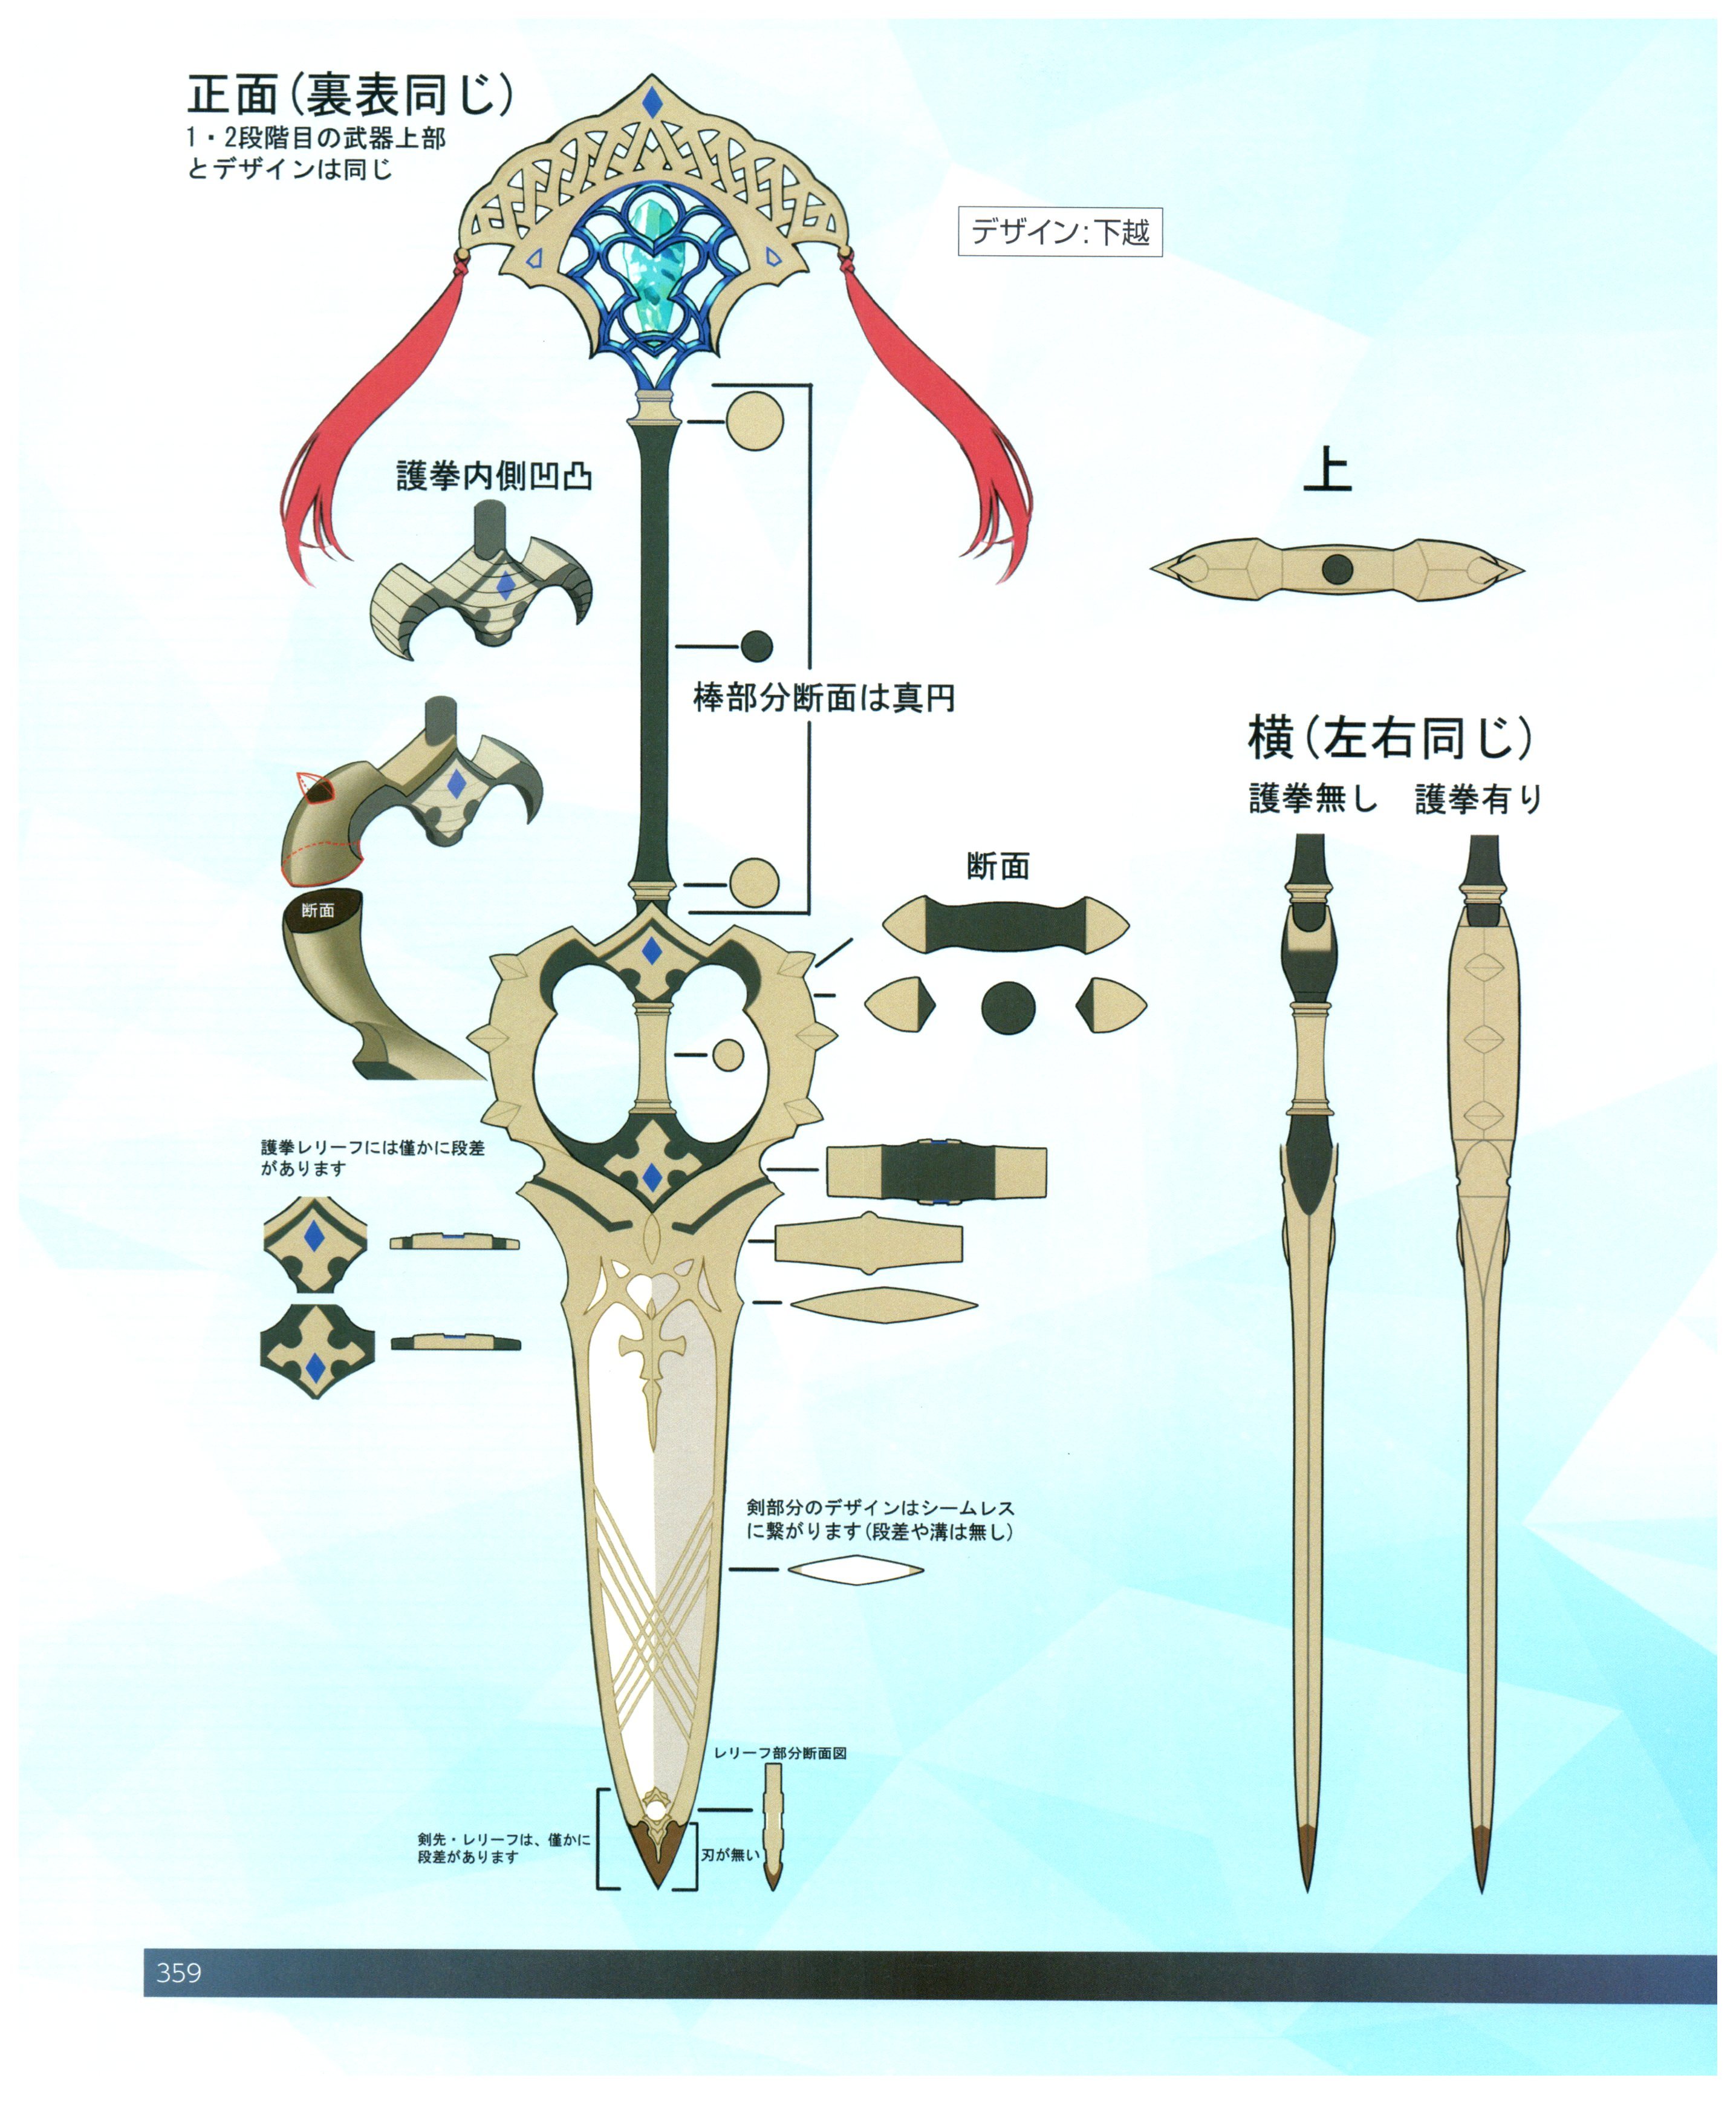 正面(裏表同じ)
1・2段階目の武器上部
とデザインは同じ
デザイン:下越
護拳内側凹凸
上
棒部分断面は真円
横(左右同じ)
護拳無し 護拳有り
断面
断面
護拳レリーフには僅かに段差
があります
剣部分のデザインはシームレス
に繋がります(段差や溝は無し)
レリーフ部分断面図
剣先・レリーフは、僅かに
段差があります
刃が無い
359